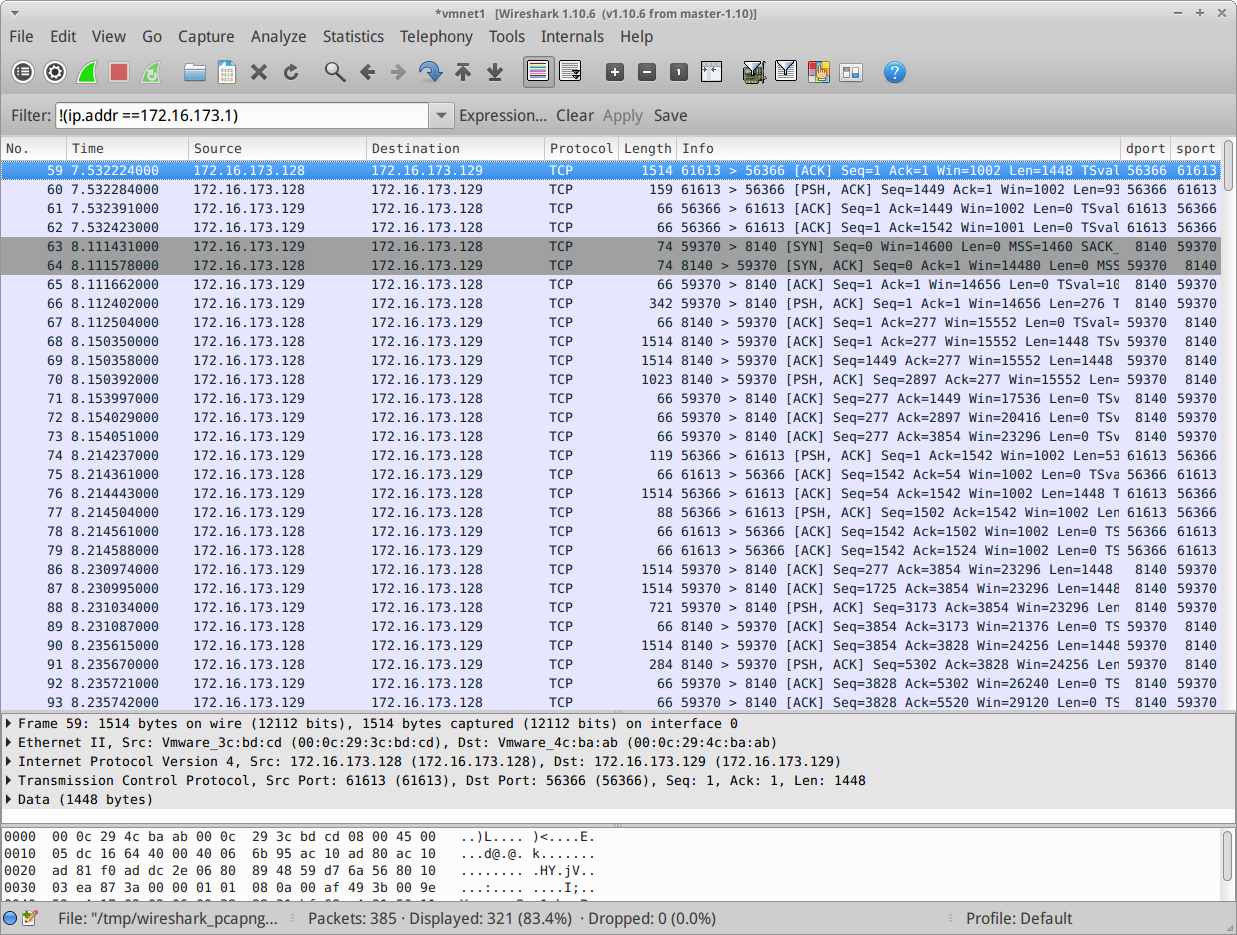 *vmnet1 [Wireshark 1.10.6 (v1.10.6 from master-1.10)]
File Edit View Go Capture Analyze Statistics Telephony Tools Internals Help
Filter: !(ip.addr ==172.16.173.1) Expression... Clear Apply Save
No. Time Source Destination Protocol Length Info dport sport
59 7.532224000 172.16.173.128 172.16.173.129 TCP 1514 61613 > 56366 [ACK] Seq=1 Ack=1 Win=1002 Len=1448 TSval 56366 61613
60 7.532284000 172.16.173.128 172.16.173.129 TCP 159 61613 > 56366 [PSH, ACK] Seq=1449 Ack=1 Win=1002 Len=93 56366 61613
61 7.532391000 172.16.173.129 172.16.173.128 TCP 66 56366 > 61613 [ACK] Seq=1 Ack=1449 Win=1002 Len=0 TSval 61613 56366
62 7.532423000 172.16.173.129 172.16.173.128 TCP 66 56366 > 61613 [ACK] Seq=1 Ack=1542 Win=1001 Len=0 TSval 61613 56366
63 8.111431000 172.16.173.129 172.16.173.128 TCP 74 59370 > 8140 [SYN] Seq=0 Win=14600 Len=0 MSS=1460 SACK_ 8140 59370
64 8.111578000 172.16.173.128 172.16.173.129 TCP 74 8140 > 59370 [SYN, ACK] Seq=0 Ack=1 Win=14480 Len=0 MSS 59370 8140
65 8.111662000 172.16.173.129 172.16.173.128 TCP 66 59370 > 8140 [ACK] Seq=1 Ack=1 Win=14656 Len=0 TSval=10 8140 59370
66 8.112402000 172.16.173.129 172.16.173.128 TCP 342 59370 > 8140 [PSH, ACK] Seq=1 Ack=1 Win=14656 Len=276 T 8140 59370
67 8.112504000 172.16.173.128 172.16.173.129 TCP 66 8140 > 59370 [ACK] Seq=1 Ack=277 Win=15552 Len=0 TSval= 59370 8140
68 8.150350000 172.16.173.128 172.16.173.129 TCP 1514 8140 > 59370 [ACK] Seq=1 Ack=277 Win=15552 Len=1448 TSv 59370 8140
69 8.150358000 172.16.173.128 172.16.173.129 TCP 1514 8140 > 59370 [ACK] Seq=1449 Ack=277 Win=15552 Len=1448 59370 8140
70 8.150392000 172.16.173.128 172.16.173.129 TCP 1023 8140 > 59370 [PSH, ACK] Seq=2897 Ack=277 Win=15552 Len= 59370 8140
71 8.153997000 172.16.173.129 172.16.173.128 TCP 66 59370 > 8140 [ACK] Seq=277 Ack=1449 Win=17536 Len=0 TSv 8140 59370
72 8.154029000 172.16.173.129 172.16.173.128 TCP 66 59370 > 8140 [ACK] Seq=277 Ack=2897 Win=20416 Len=0 TSv 8140 59370
73 8.154051000 172.16.173.129 172.16.173.128 TCP 66 59370 > 8140 [ACK] Seq=277 Ack=3854 Win=23296 Len=0 TSv 8140 59370
74 8.214237000 172.16.173.129 172.16.173.128 TCP 119 56366 > 61613 [PSH, ACK] Seq=1 Ack=1542 Win=1002 Len=53 61613 56366
75 8.214361000 172.16.173.128 172.16.173.129 TCP 66 61613 > 56366 [ACK] Seq=1542 Ack=54 Win=1002 Len=0 TSva 56366 61613
76 8.214443000 172.16.173.129 172.16.173.128 TCP 1514 56366 > 61613 [ACK] Seq=54 Ack=1542 Win=1002 Len=1448 T 61613 56366
77 8.214504000 172.16.173.129 172.16.173.128 TCP 88 56366 > 61613 [PSH, ACK] Seq=1502 Ack=1542 Win=1002 Len 61613 56366
78 8.214561000 172.16.173.128 172.16.173.129 TCP 66 61613 > 56366 [ACK] Seq=1542 Ack=1502 Win=1002 Len=0 TS 56366 61613
79 8.214588000 172.16.173.128 172.16.173.129 TCP 66 61613 > 56366 [ACK] Seq=1542 Ack=1524 Win=1002 Len=0 TS 56366 61613
86 8.230974000 172.16.173.129 172.16.173.128 TCP 1514 59370 > 8140 [ACK] Seq=277 Ack=3854 Win=23296 Len=1448 8140 59370
87 8.230995000 172.16.173.129 172.16.173.128 TCP 1514 59370 > 8140 [ACK] Seq=1725 Ack=3854 Win=23296 Len=1448 8140 59370
88 8.231034000 172.16.173.129 172.16.173.128 TCP 721 59370 > 8140 [PSH, ACK] Seq=3173 Ack=3854 Win=23296 Len 8140 59370
89 8.231087000 172.16.173.128 172.16.173.129 TCP 66 8140 > 59370 [ACK] Seq=3854 Ack=3173 Win=21376 Len=0 TS 59370 8140
90 8.235615000 172.16.173.128 172.16.173.129 TCP 1514 8140 > 59370 [ACK] Seq=3854 Ack=3828 Win=24256 Len=1448 59370 8140
91 8.235670000 172.16.173.128 172.16.173.129 TCP 284 8140 > 59370 [PSH, ACK] Seq=5302 Ack=3828 Win=24256 Len 59370 8140
92 8.235721000 172.16.173.129 172.16.173.128 TCP 66 59370 > 8140 [ACK] Seq=3828 Ack=5302 Win=26240 Len=0 TS 8140 59370
93 8.235742000 172.16.173.129 172.16.173.128 TCP 66 59370 > 8140 [ACK] Seq=3828 Ack=5520 Win=29120 Len=0 TS 8140 59370
Frame 59: 1514 bytes on wire (12112 bits), 1514 bytes captured (12112 bits) on interface 0
Ethernet II, Src: Vmware_3c:bd:cd (00:0c:29:3c:bd:cd), Dst: Vmware_4c:ba:ab (00:0c:29:4c:ba:ab)
Internet Protocol Version 4, Src: 172.16.173.128 (172.16.173.128), Dst: 172.16.173.129 (172.16.173.129)
Transmission Control Protocol, Src Port: 61613 (61613), Dst Port: 56366 (56366), Seq: 1, Ack: 1, Len: 1448
Data (1448 bytes)
0000 00 0c 29 4c ba ab 00 0c 29 3c bd cd 08 00 45 00 ..)L.... )<....E.
0010 05 dc 16 64 40 00 40 06 6b 95 ac 10 ad 80 ac 10 ...d@.@. k.......
0020 ad 81 f0 ad dc 2e 06 80 89 48 59 d7 6a 56 80 10 ........ .HY.jV..
0030 03 ea 87 3a 00 00 01 01 08 0a 00 af 49 3b 00 9e ...:.... ....I;..
File: "/tmp/wireshark_pcapng... Packets: 385 · Displayed: 321 (83.4%) · Dropped: 0 (0.0%) Profile: Default